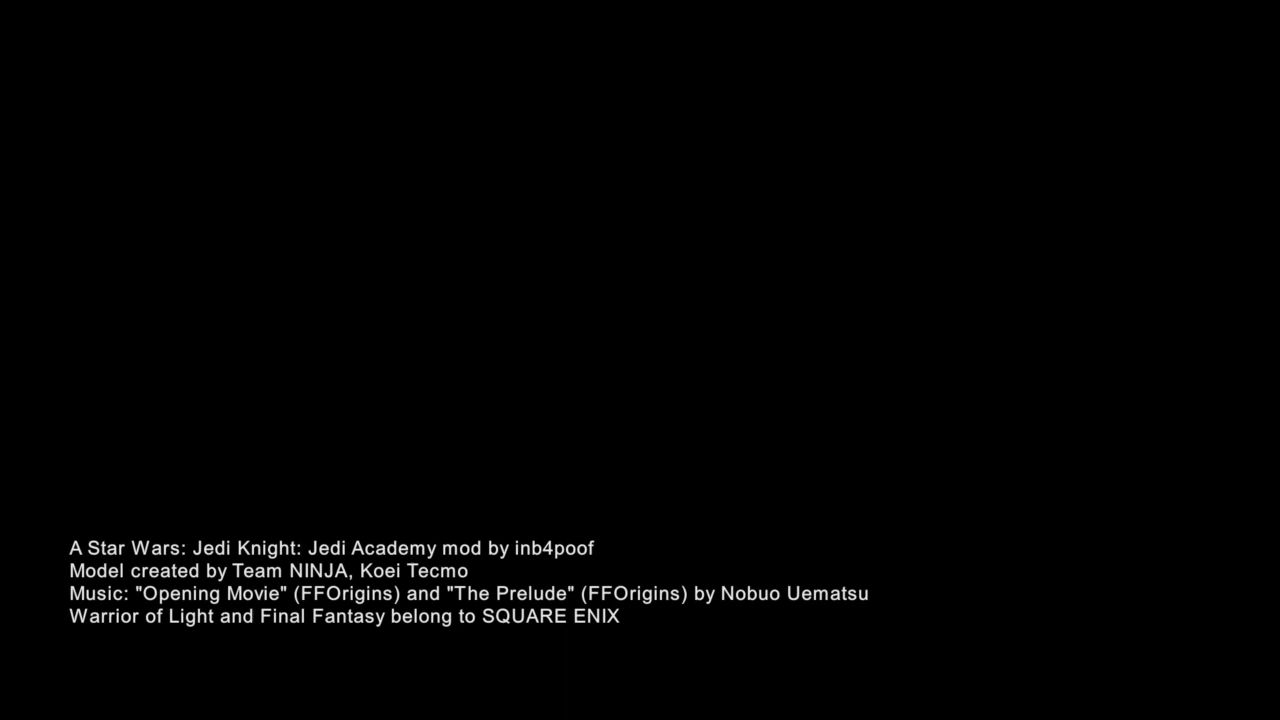 A Star Wars: Jedi Knight: Jedi Academy mod by inb4poof
Model created by Team NINJA, Koei Tecmo
Music: "Opening Movie" (FFOrigins) and "The Prelude" (FFOrigins) by Nobuo Uematsu
Warrior of Light and Final Fantasy belong to SQUARE ENIX